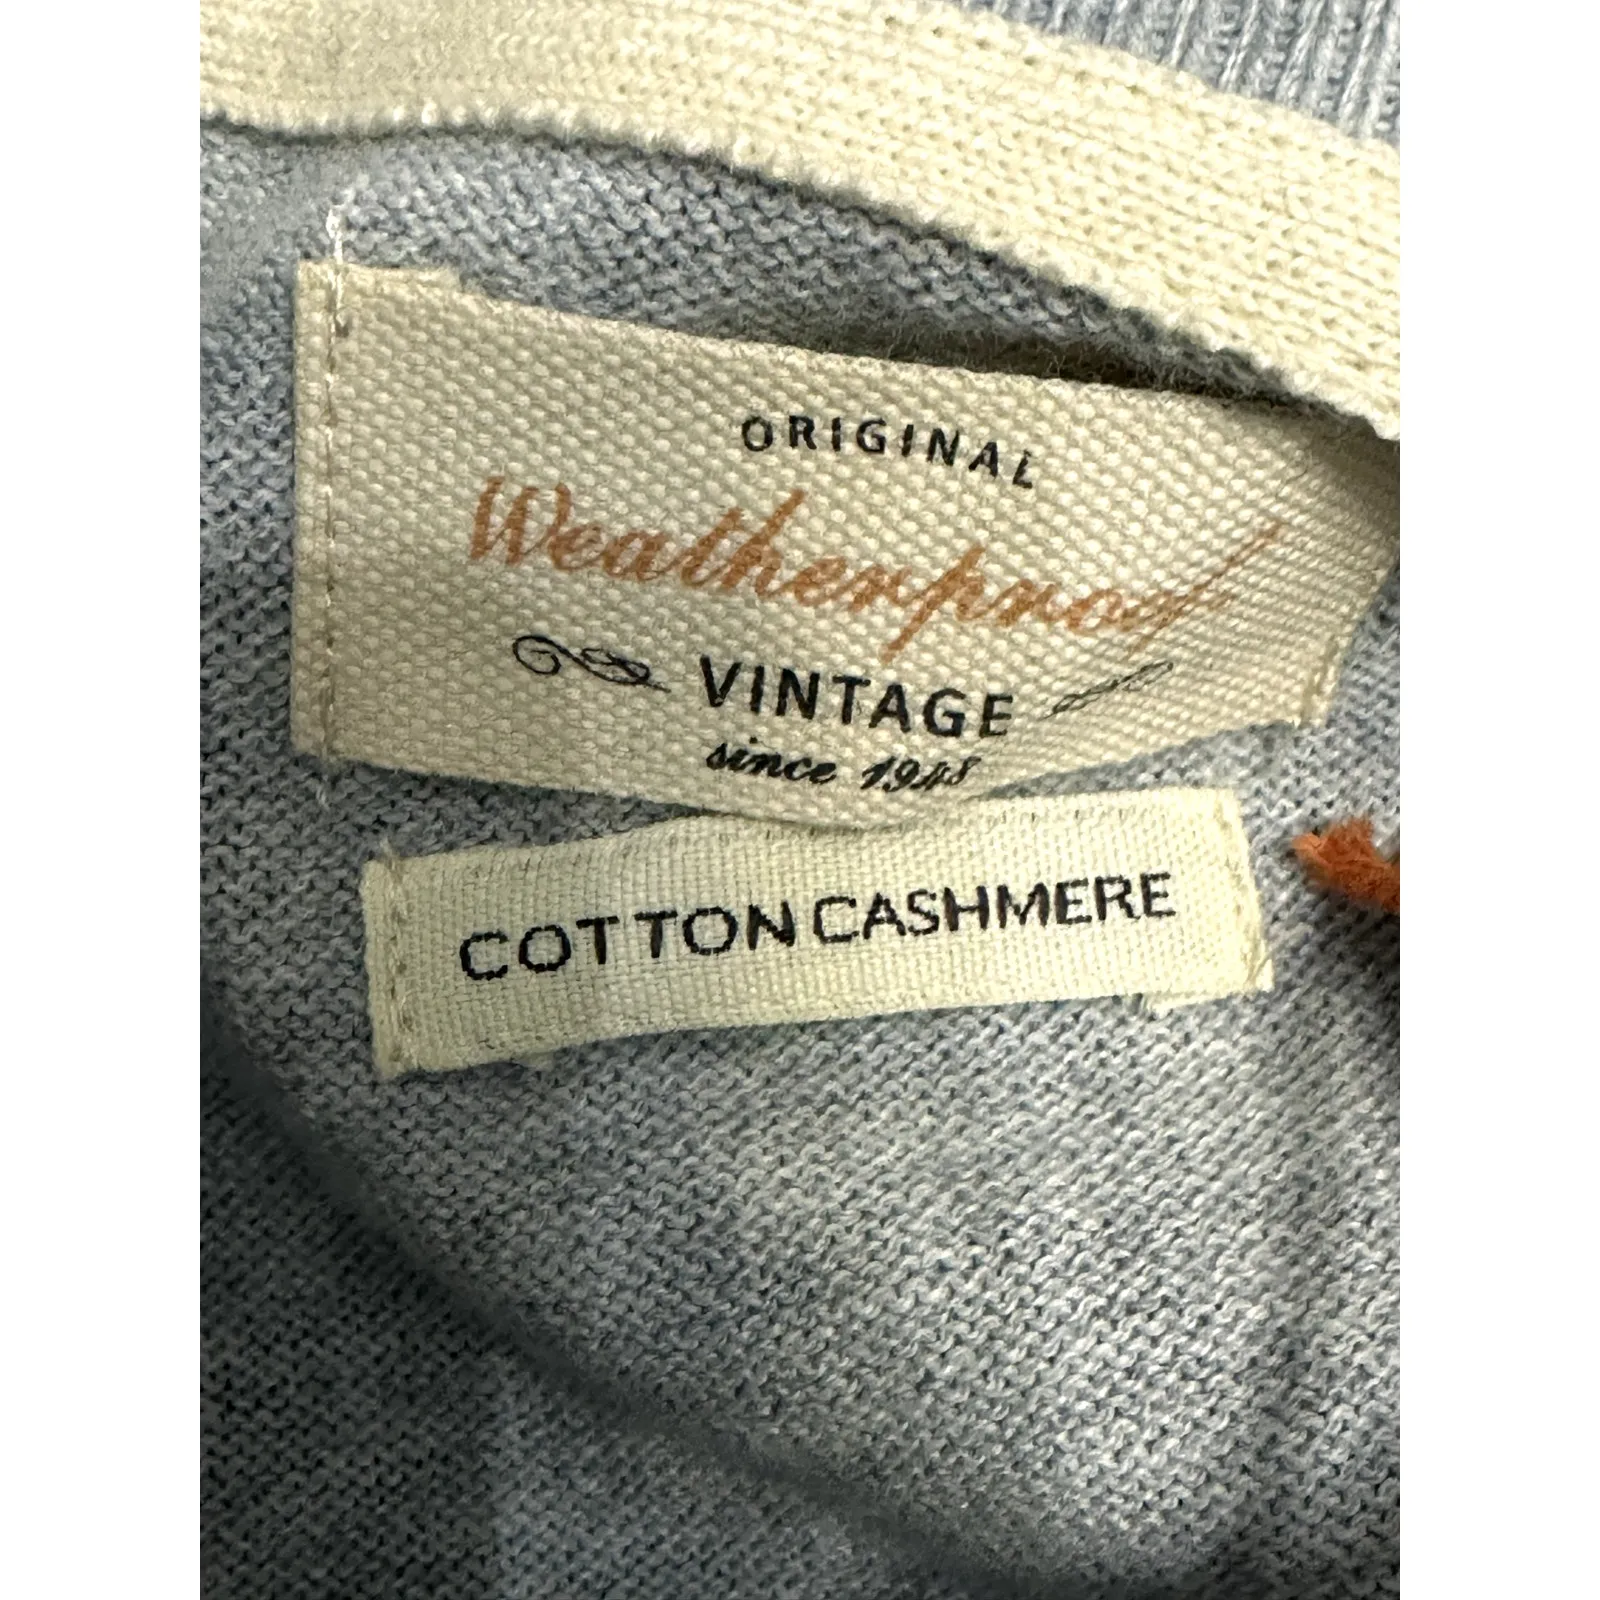 ORIGINAL
Weatherproof
VINTAGE
since 1948
COTTON CASHMERE